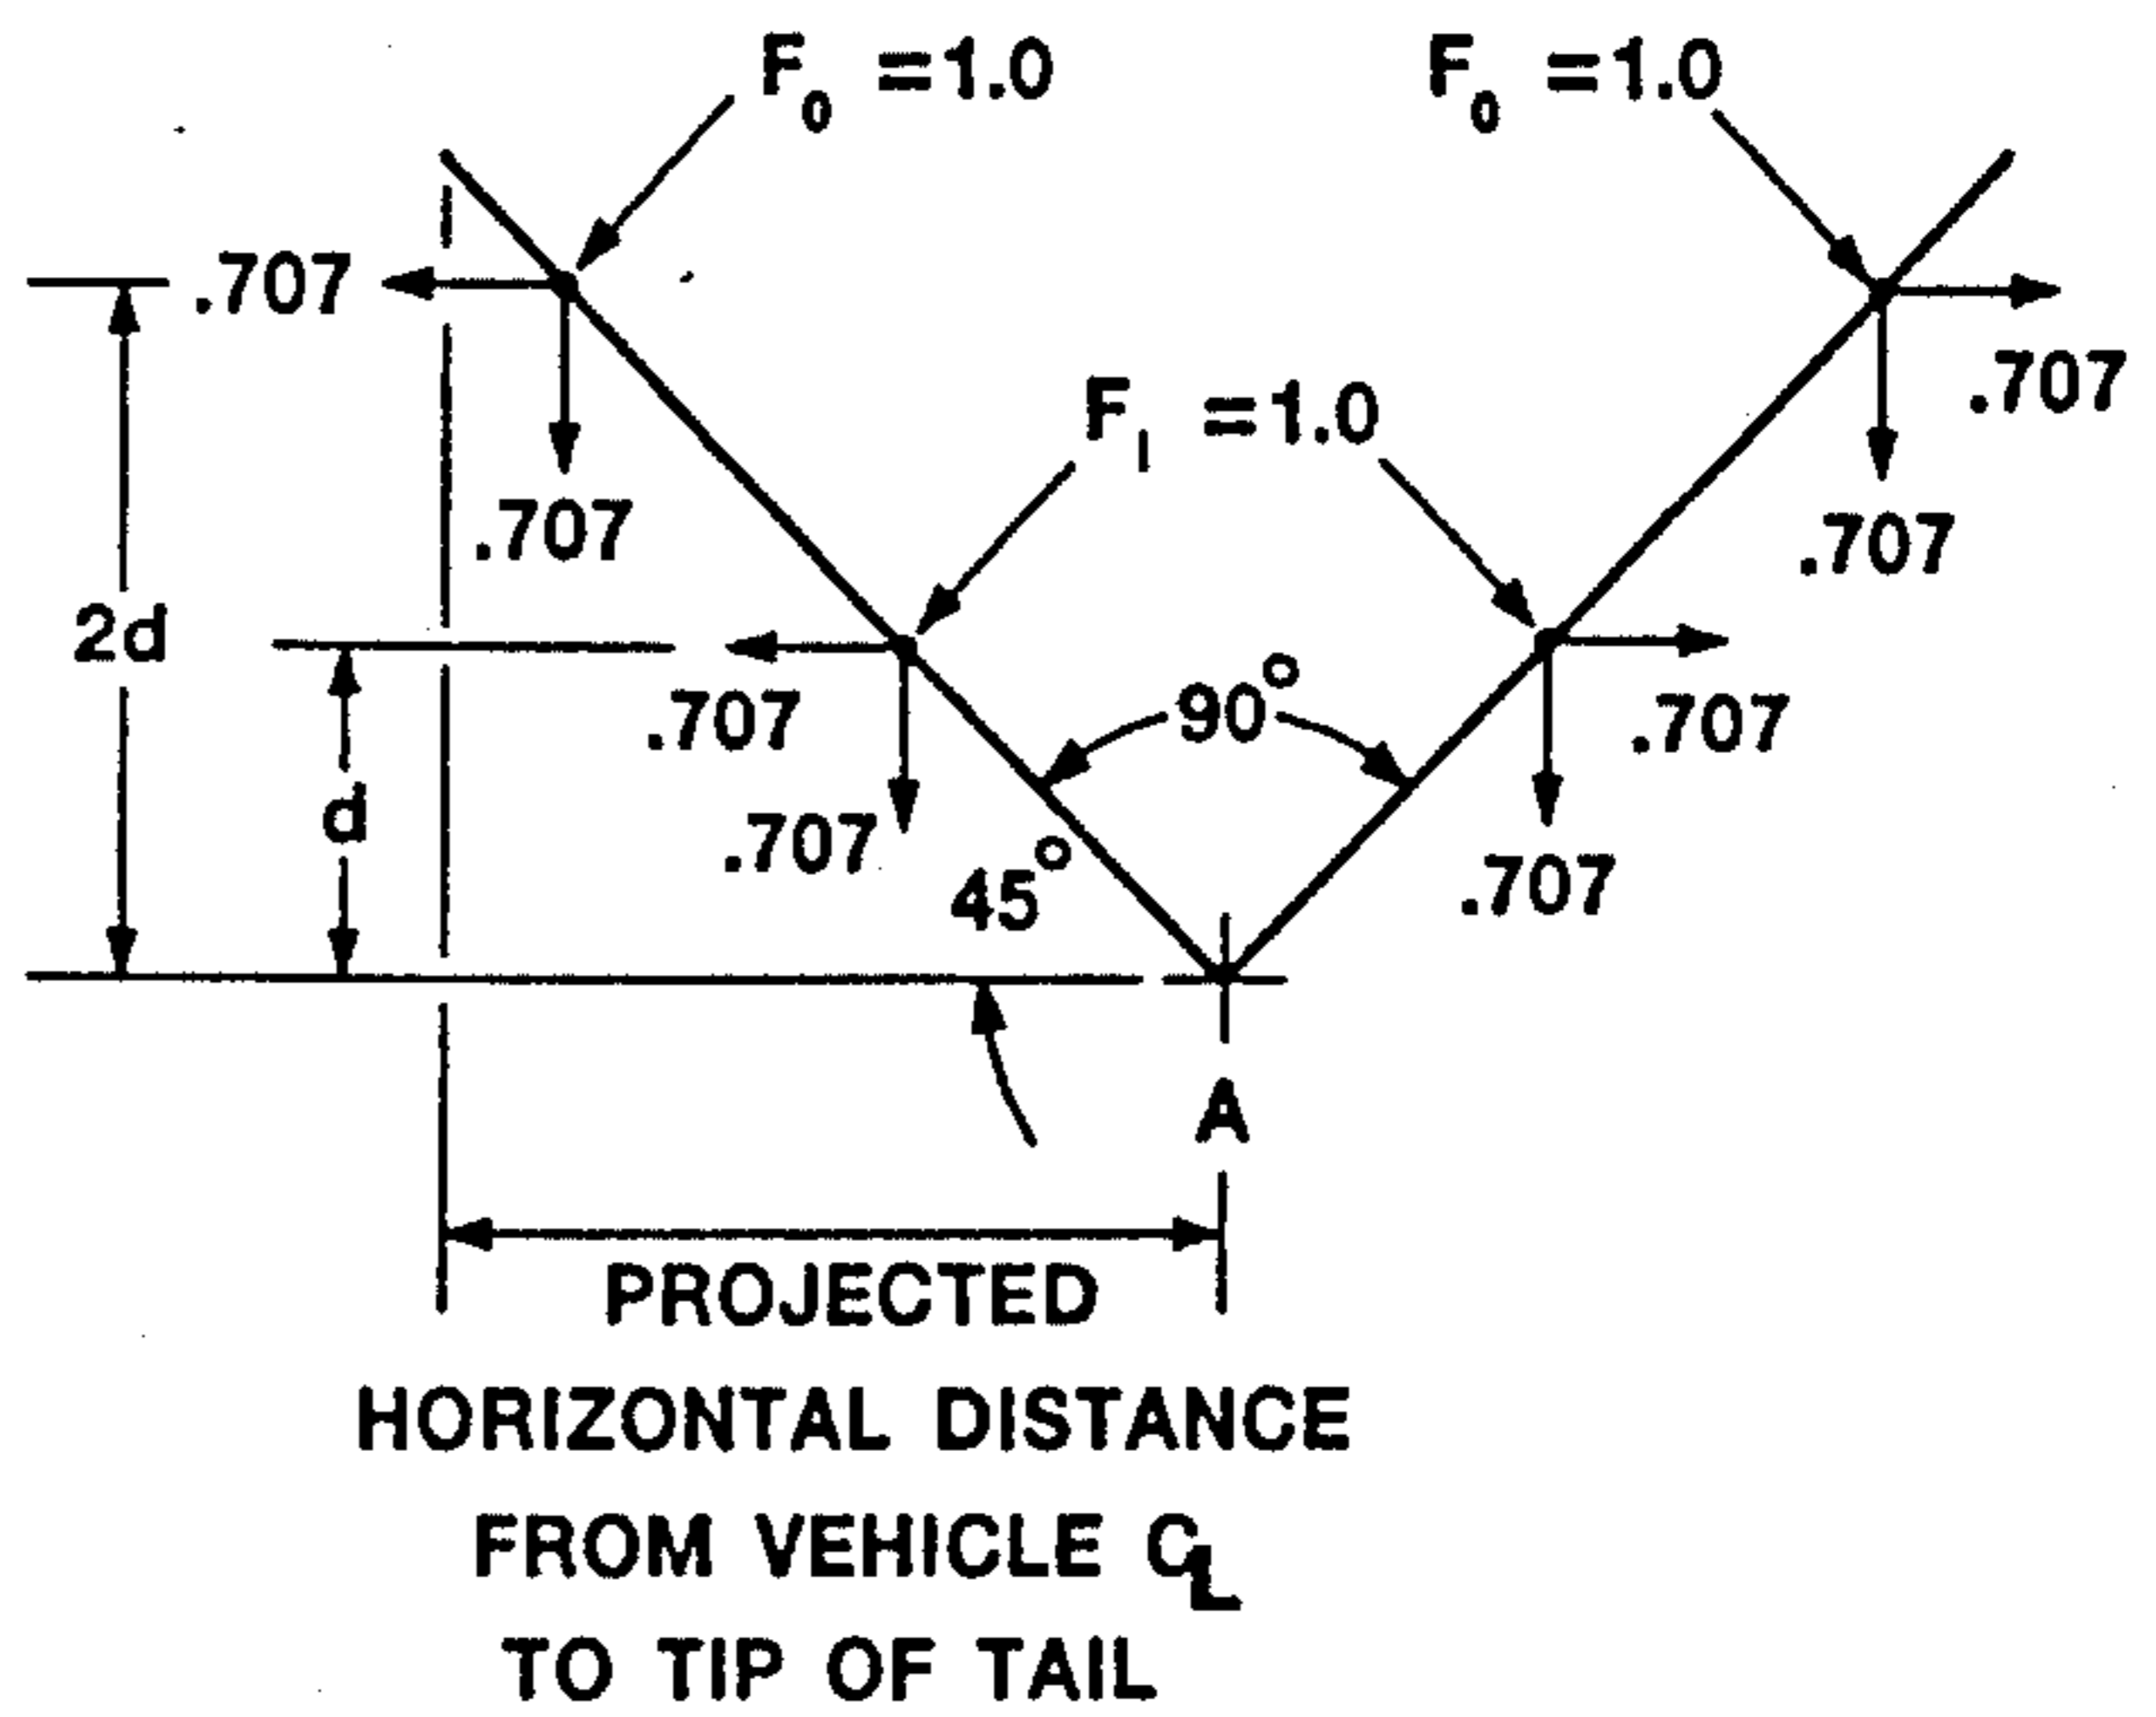 F₀ =1.0
F₀ =1.0
.707
.707
.707
F₁ =1.0
.707
2d
90°
.707
.707
.707
d
.707
45°
.707
A
PROJECTED
HORIZONTAL DISTANCE
FROM VEHICLE CL
TO TIP OF TAIL